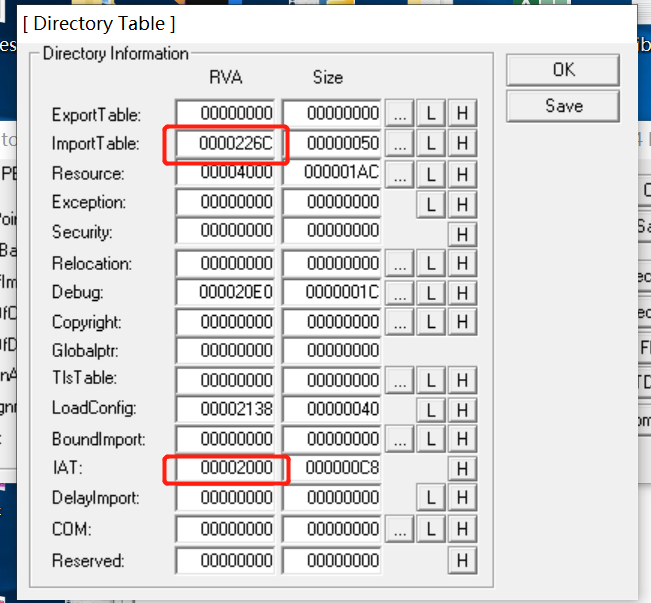 [ Directory Table ]
Directory Information
RVA Size
OK
Save
ExportTable: 00000000 00000000 ... L H
ImportTable: 0000226C 00000050 ... L H
Resource: 00004000 000001AC ... L H
Exception: 00000000 00000000 L H
Security: 00000000 00000000 H
Relocation: 00000000 00000000 ... L H
Debug: 000020E0 0000001C ... L H
Copyright: 00000000 00000000 ... L H
Globalptr: 00000000 00000000
TlsTable: 00000000 00000000 ... L H
LoadConfig: 00002138 00000040 L H
BoundImport: 00000000 00000000 ... L H
IAT: 00002000 000000C8 H
DelayImport: 00000000 00000000 L H
COM: 00000000 00000000 ... L H
Reserved: 00000000 00000000 H